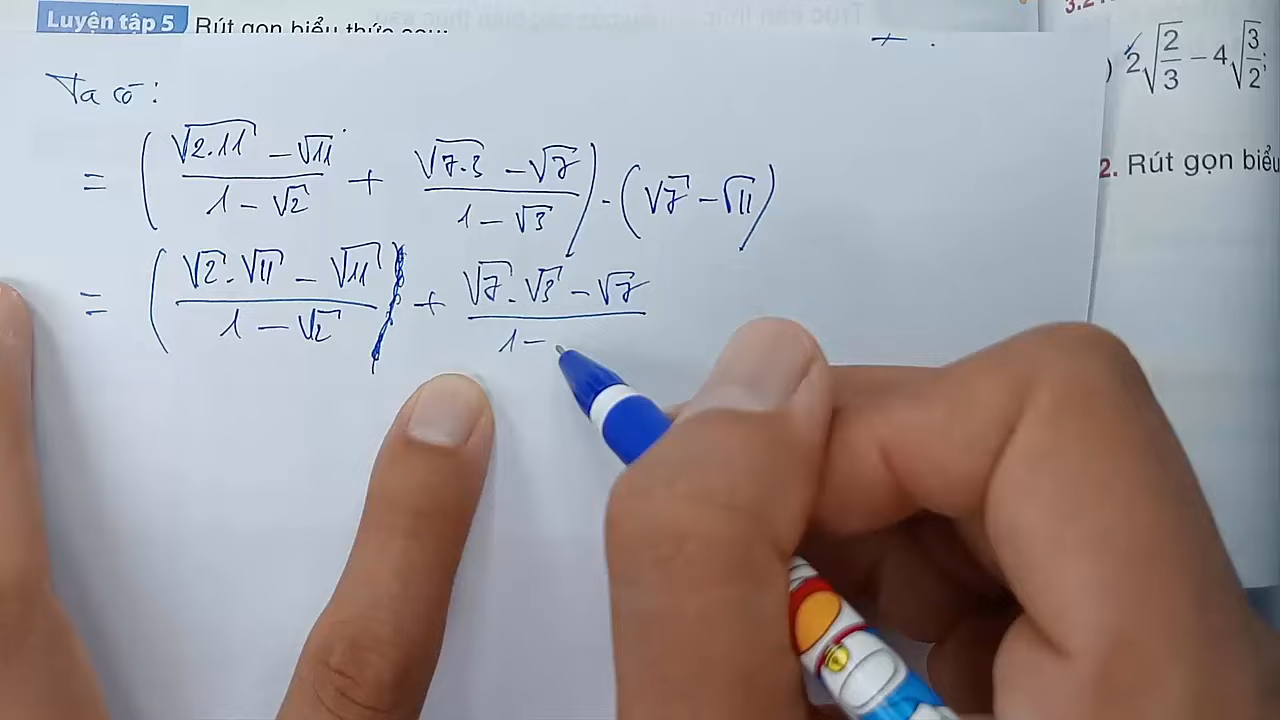 Luyện tập 5 Rút gọn biểu thức sau:
Ta có:
= ( (√2.11 − √11)/(1 − √2) + (√7.3 − √7)/(1 − √3) ) . (√7 − √11)
= ( (√2 . √11 − √11)/(1 − √2) + (√7 . √3 − √7)/(1 −
) 2√(2/3) − 4√(3/2);
2. Rút gọn biểu